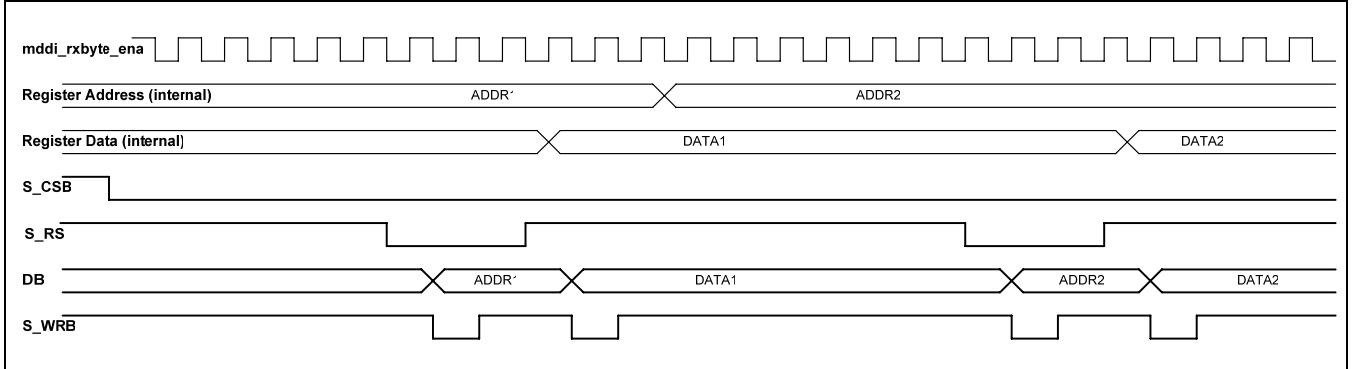 mddi_rxbyte_ena
Register Address (internal) ADDR1 ADDR2
Register Data (internal) DATA1 DATA2
S_CSB
S_RS
DB ADDR1 DATA1 ADDR2 DATA2
S_WRB